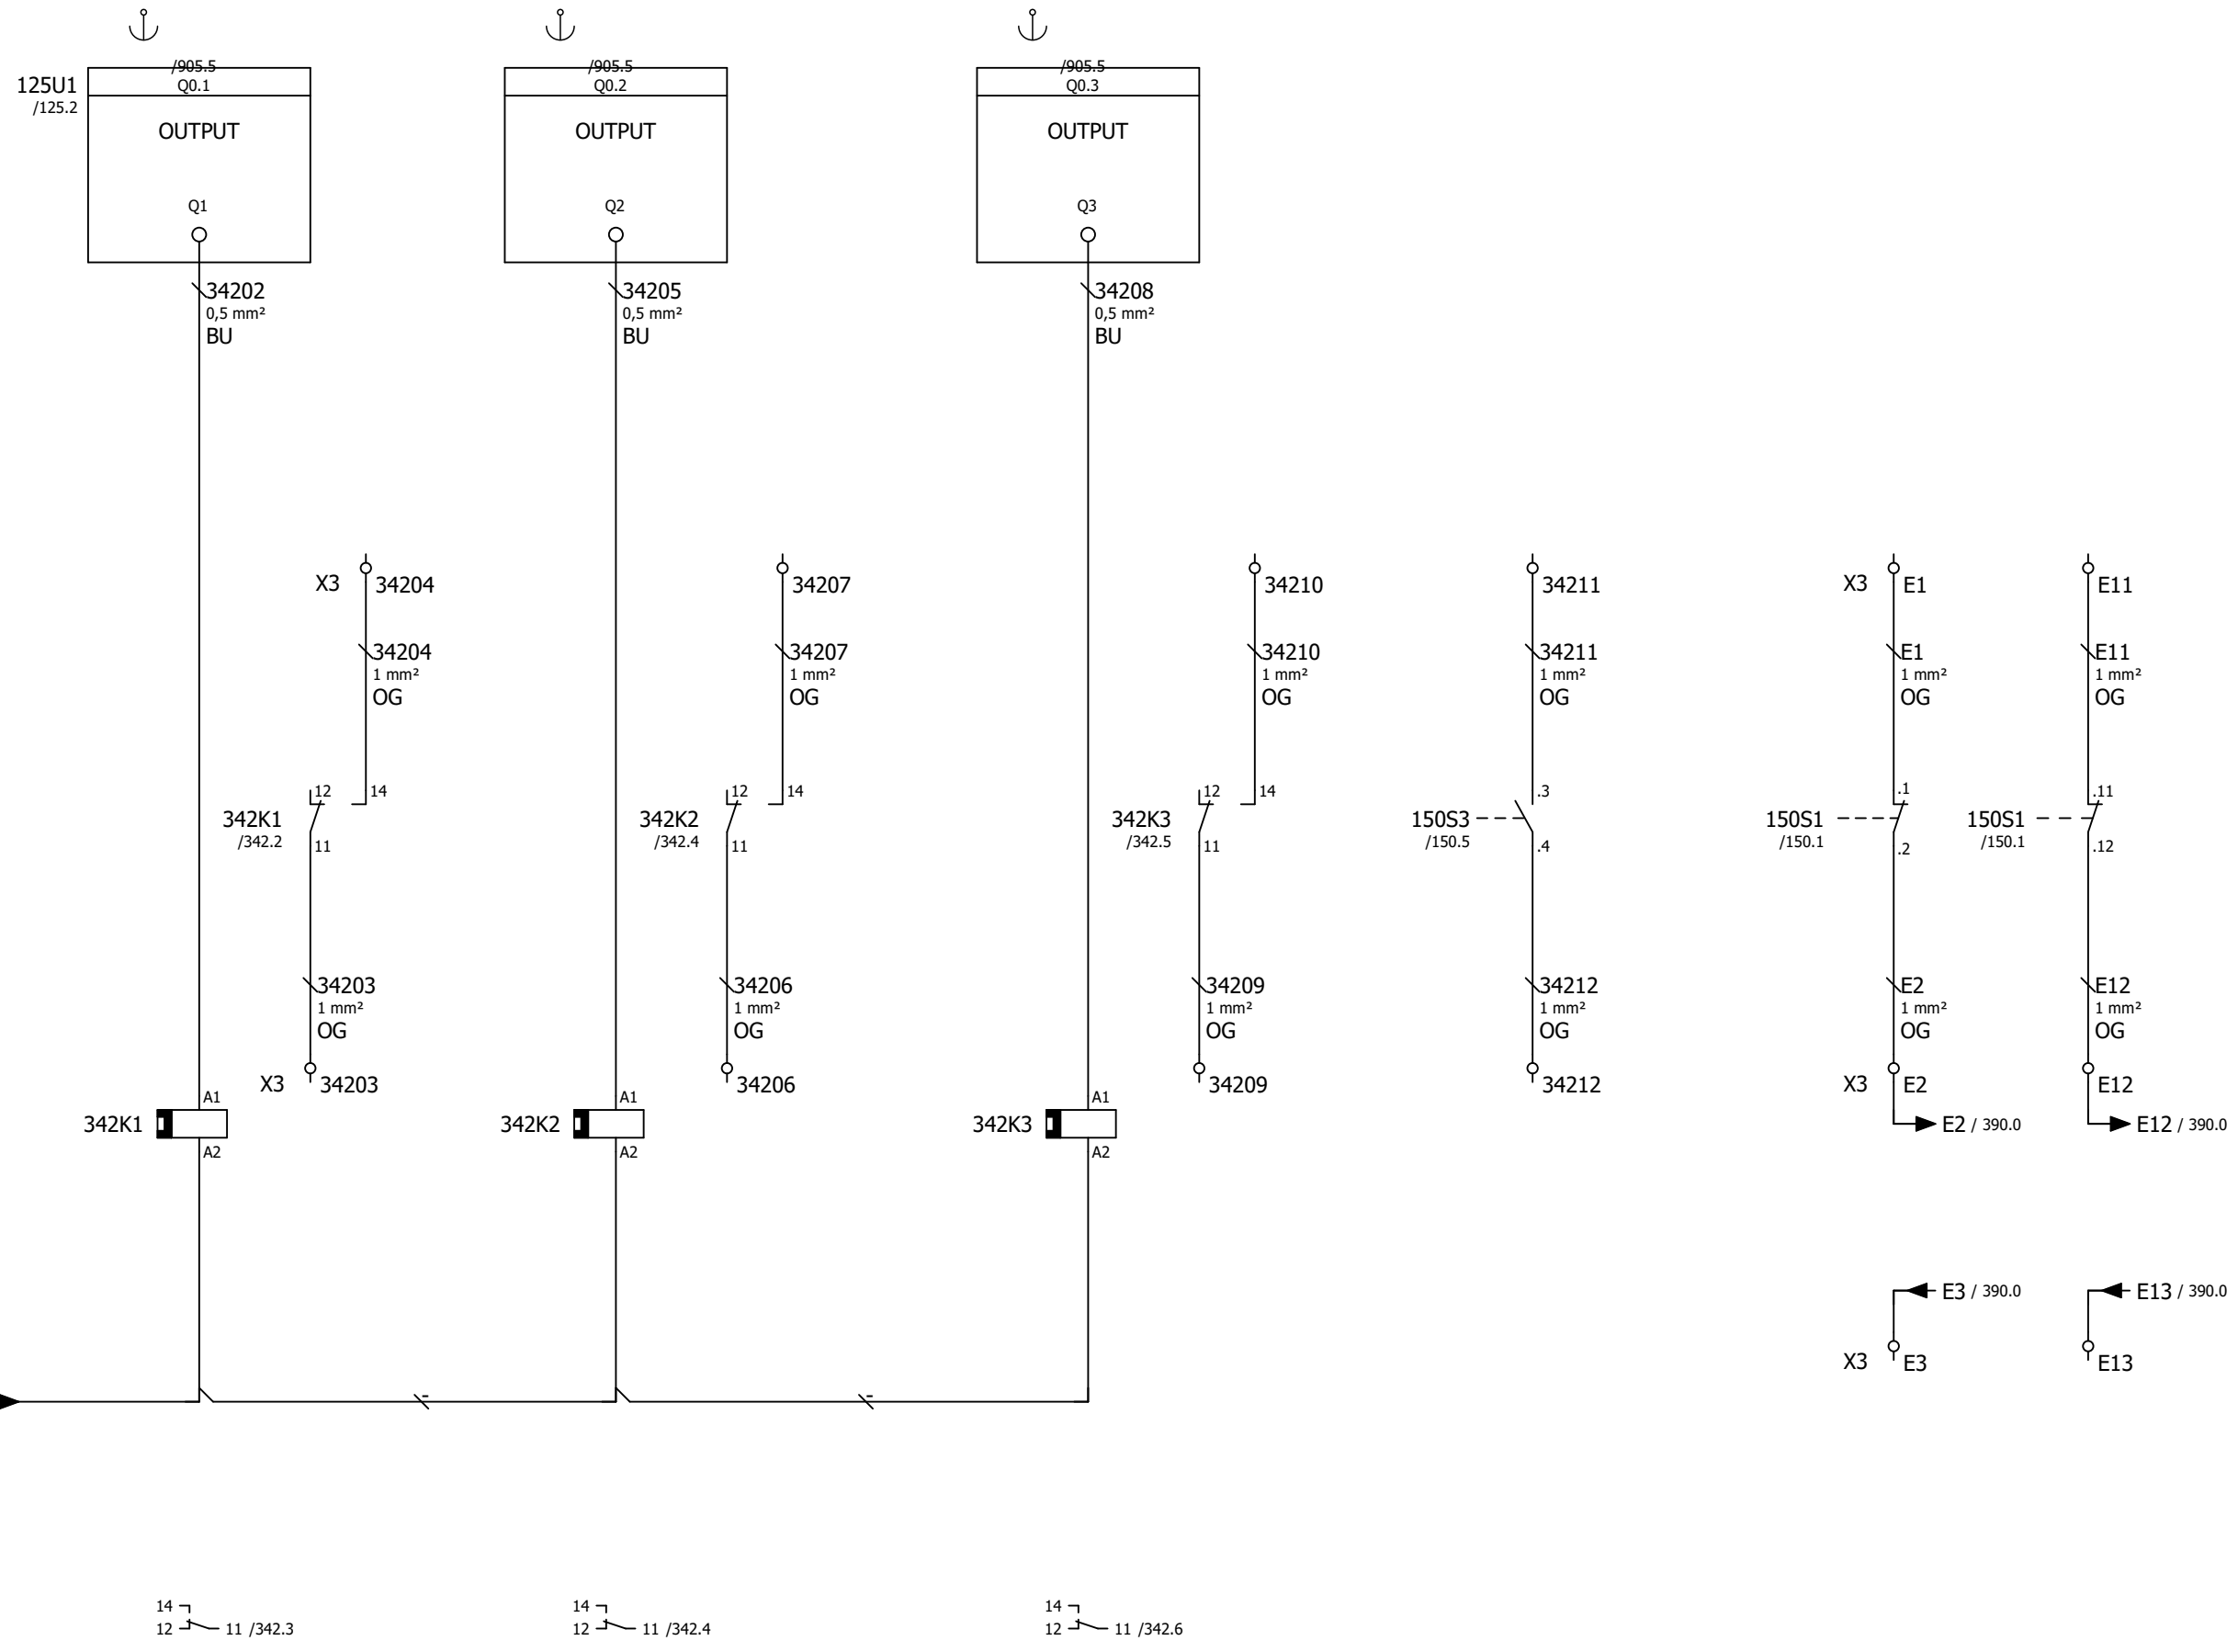 /905.5
/905.5
/905.5
125U1
Q0.1
Q0.2
Q0.3
/125.2
OUTPUT
OUTPUT
OUTPUT
Q1
Q2
Q3
34202
34205
34208
0,5 mm²
0,5 mm²
0,5 mm²
BU
BU
BU
X3
34204
34207
34210
34211
X3
E1
E11
34204
34207
34210
34211
E1
E11
1 mm²
1 mm²
1 mm²
1 mm²
1 mm²
1 mm²
OG
OG
OG
OG
OG
OG
12
14
12
14
12
14
.3
.1
.11
342K1
342K2
342K3
150S3
150S1
150S1
/342.2
/342.4
/342.5
/150.5
/150.1
/150.1
11
11
11
.4
.2
.12
34203
34206
34209
34212
E2
E12
1 mm²
1 mm²
1 mm²
1 mm²
1 mm²
1 mm²
OG
OG
OG
OG
OG
OG
X3
34203
34206
34209
34212
X3
E2
E12
A1
A1
A1
342K1
342K2
342K3
E2 / 390.0
E12 / 390.0
A2
A2
A2
E3 / 390.0
E13 / 390.0
X3
E3
E13
-
-
14
14
14
12
11 /342.3
12
11 /342.4
12
11 /342.6